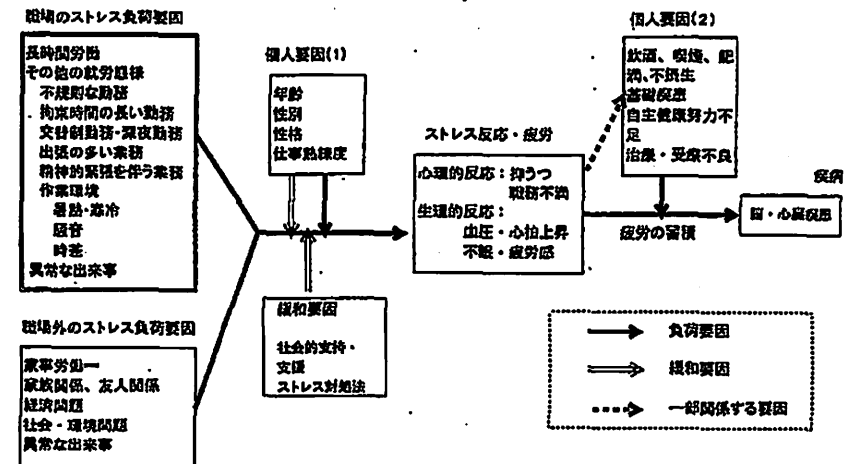 職場のストレス負荷要因
長時間労働
その他の就労態様
不規則な勤務
拘束時間の長い勤務
交替制勤務・深夜勤務
出張の多い業務
精神的緊張を伴う業務
作業環境
暑熱・寒冷
騒音
時差
異常な出来事
職場外のストレス負荷要因
家事労働一
家族関係、友人関係
経済問題
社会・環境問題
異常な出来事
個人要因(1)
年齢
性別
性格
仕事熟練度
緩和要因
社会的支持・
支援
ストレス対処法
ストレス反応・疲労
心理的反応：抑うつ
職務不満
生理的反応：
血圧・心拍上昇
不眠・疲労感
個人要因(2)
飲酒、喫煙、肥
満、不摂生
基礎疾患
自主健康努力不
足
治療・受療不良
疲労の蓄積
疾病
脳・心臓疾患
負荷要因
緩和要因
一部関係する要因